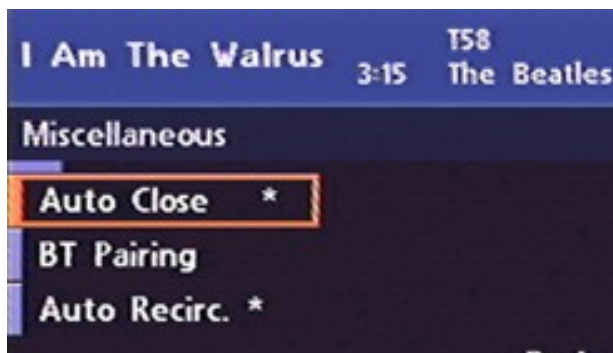 I Am The Walrus
3:15
T58
The Beatles
Miscellaneous
Auto Close *
BT Pairing
Auto Recirc. *